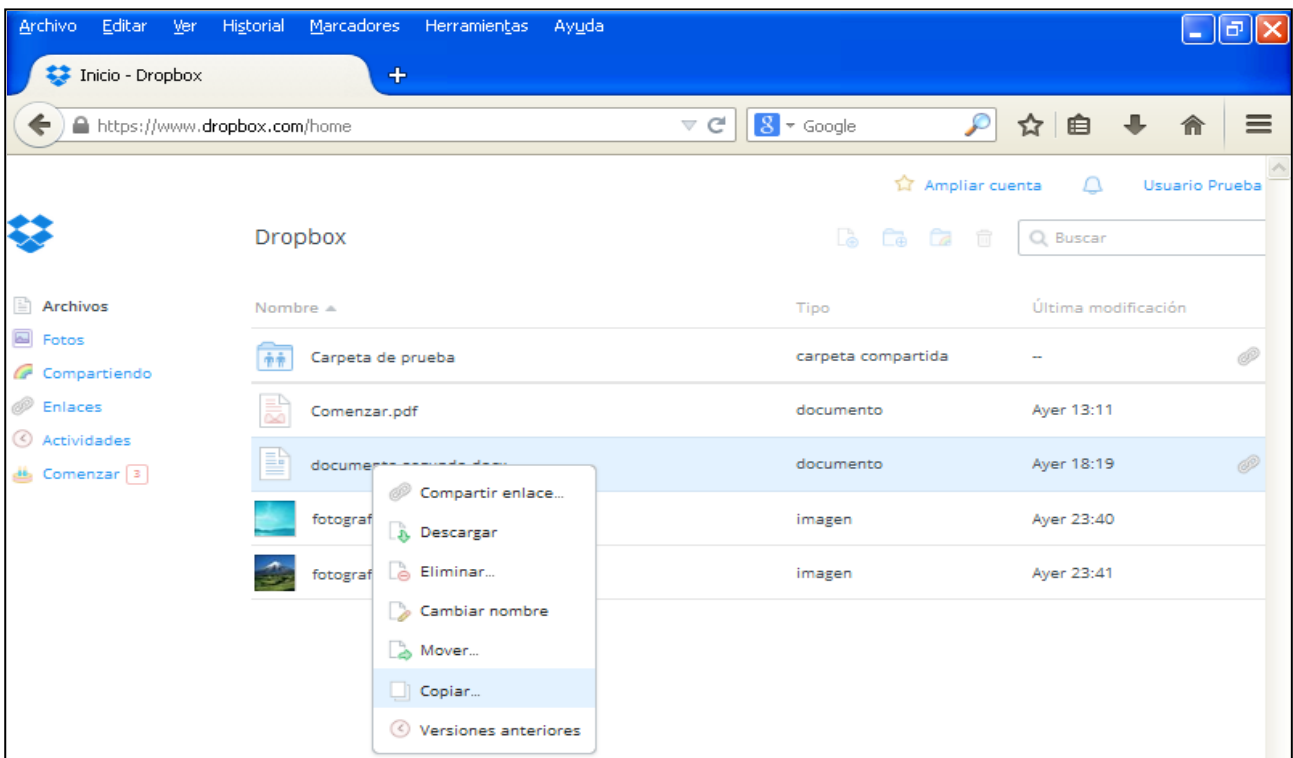 Archivo Editar Ver Historial Marcadores Herramientas Ayuda
Inicio - Dropbox
https://www.dropbox.com/home
Google
Ampliar cuenta Usuario Prueba
Dropbox
Buscar
Archivos
Fotos
Compartiendo
Enlaces
Actividades
Comenzar 3
Nombre Tipo Última modificación
Carpeta de prueba carpeta compartida --
Comenzar.pdf documento Ayer 13:11
documento segundo.docx documento Ayer 18:19
fotograf imagen Ayer 23:40
fotograf imagen Ayer 23:41
Compartir enlace...
Descargar
Eliminar...
Cambiar nombre
Mover...
Copiar...
Versiones anteriores